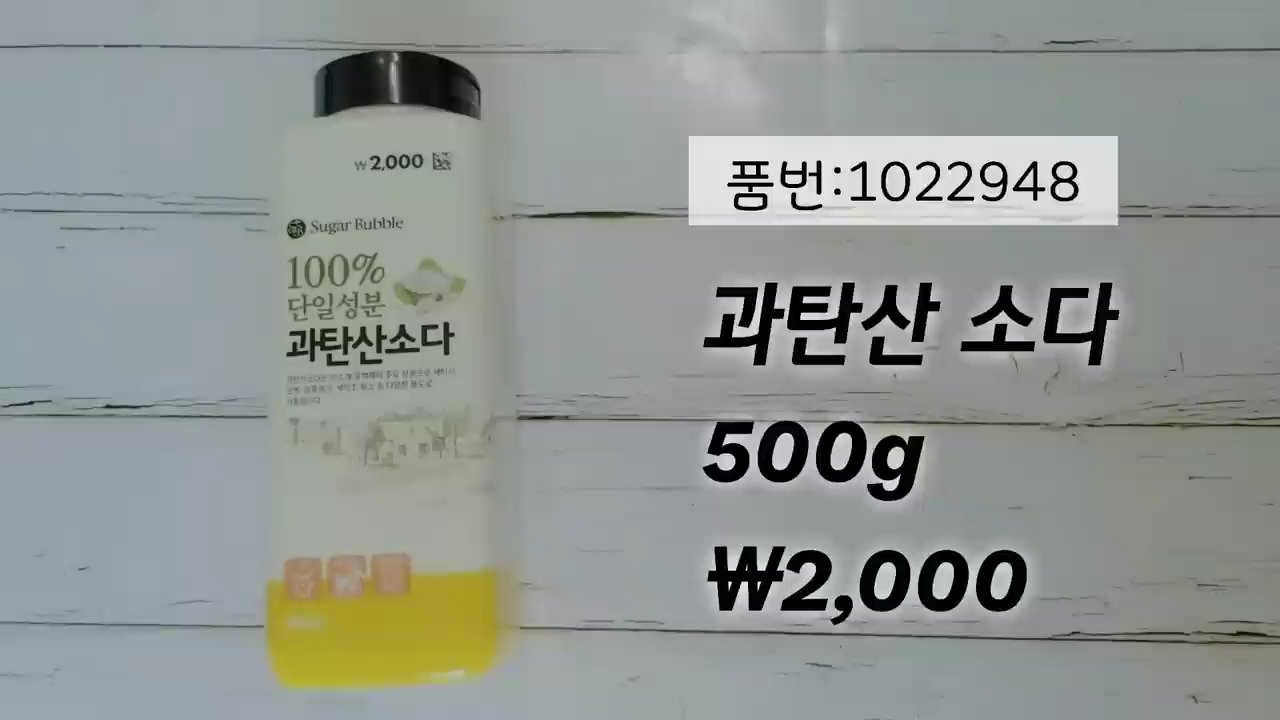 ₩2,000
Sugar Bubble
100%
단일성분
과탄산소다
품번:1022948
과탄산 소다
500g
₩2,000